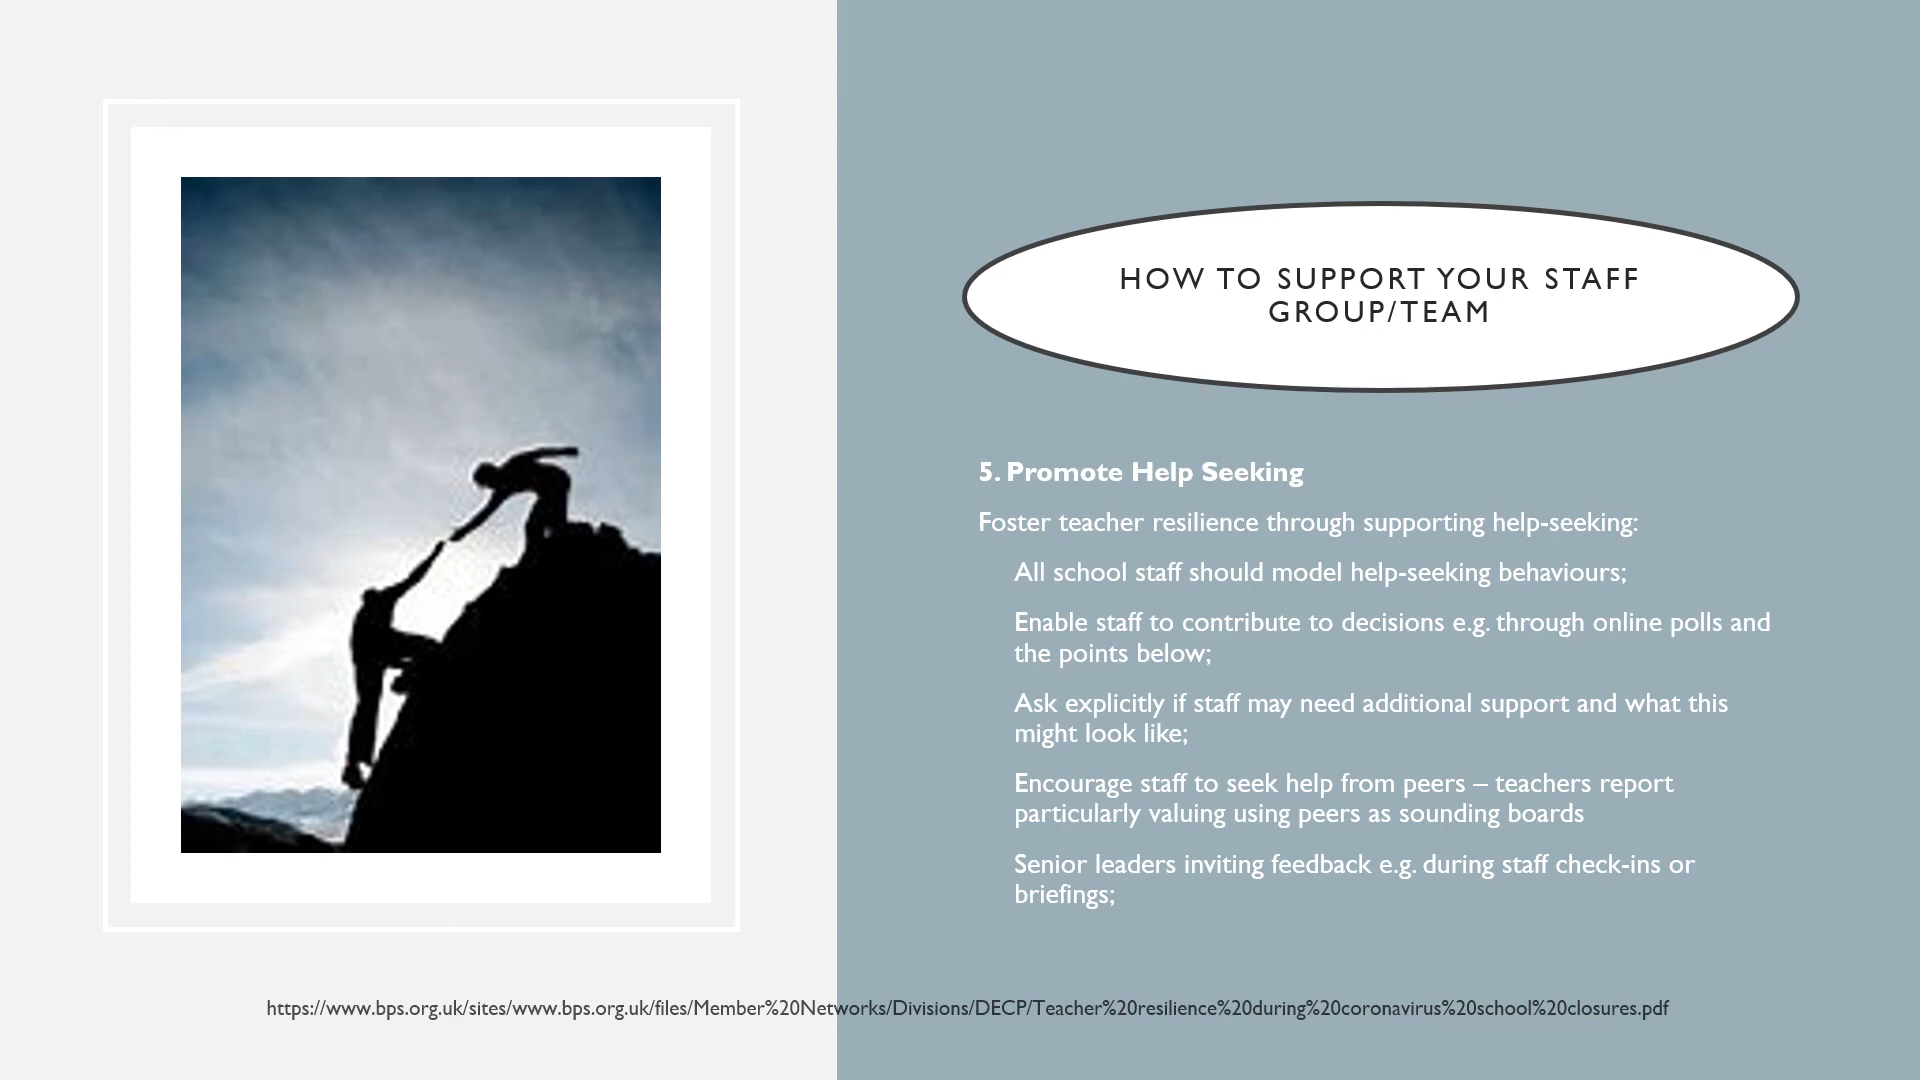 HOW TO SUPPORT YOUR STAFF
GROUP/TEAM
5. Promote Help Seeking
Foster teacher resilience through supporting help-seeking:
All school staff should model help-seeking behaviours;
Enable staff to contribute to decisions e.g. through online polls and
the points below;
Ask explicitly if staff may need additional support and what this
might look like;
Encourage staff to seek help from peers – teachers report
particularly valuing using peers as sounding boards
Senior leaders inviting feedback e.g. during staff check-ins or
briefings;
https://www.bps.org.uk/sites/www.bps.org.uk/files/Member%20Networks/Divisions/DECP/Teacher%20resilience%20during%20coronavirus%20school%20closures.pdf